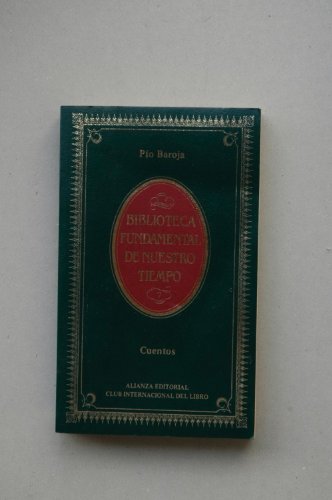 Pío Baroja
BIBLIOTECA
FUNDAMENTAL
DE NUESTRO
TIEMPO
Cuentos
ALIANZA EDITORIAL
CLUB INTERNACIONAL DEL LIBRO